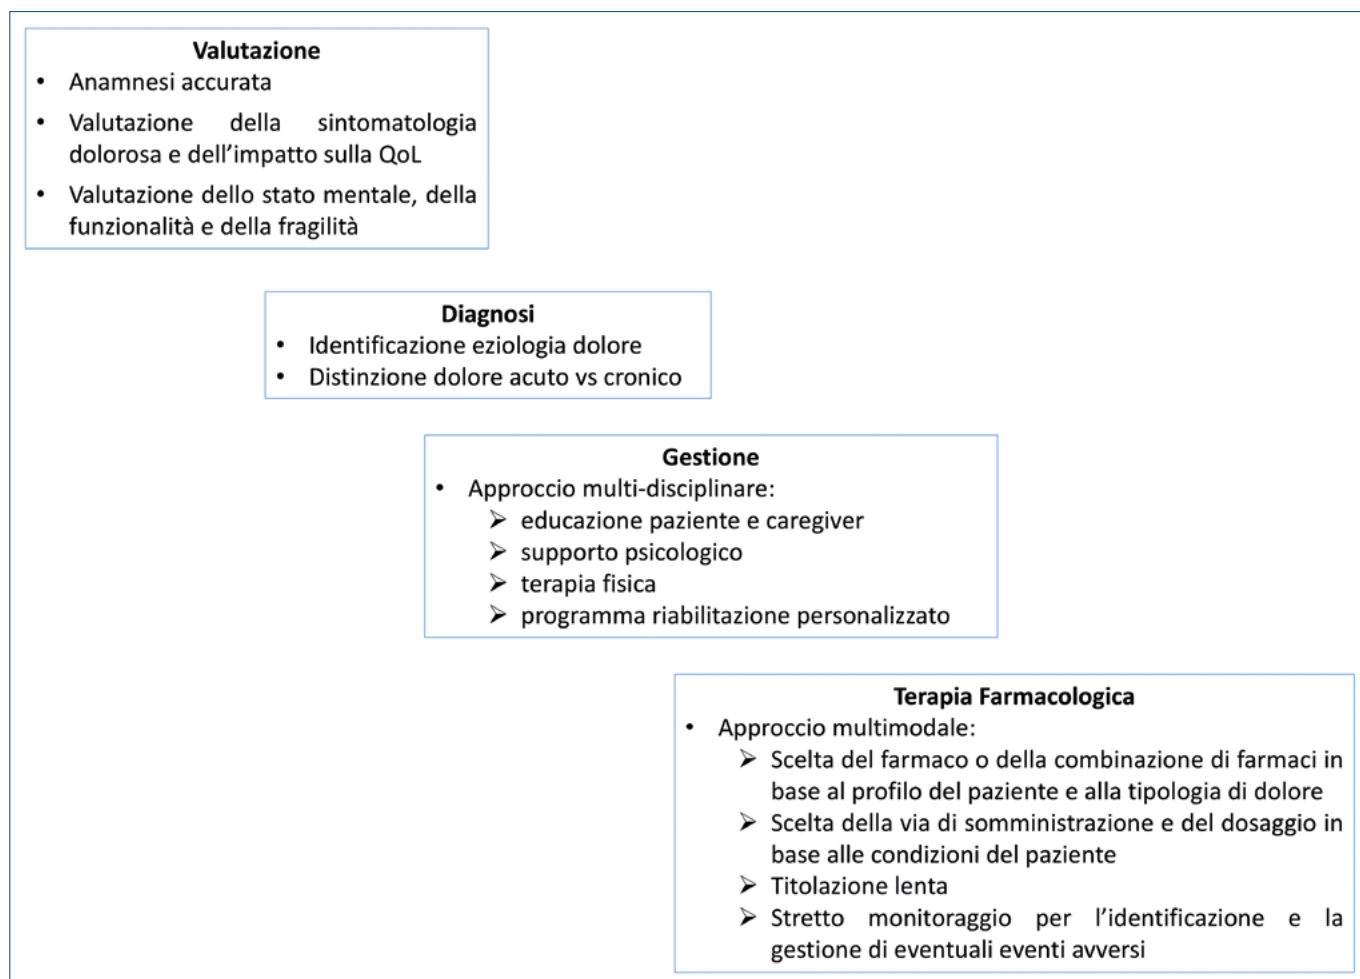 Valutazione
• Anamnesi accurata
• Valutazione della sintomatologia
dolorosa e dell’impatto sulla QoL
• Valutazione dello stato mentale, della
funzionalità e della fragilità
Diagnosi
• Identificazione eziologia dolore
• Distinzione dolore acuto vs cronico
Gestione
• Approccio multi-disciplinare:
➢ educazione paziente e caregiver
➢ supporto psicologico
➢ terapia fisica
➢ programma riabilitazione personalizzato
Terapia Farmacologica
• Approccio multimodale:
➢ Scelta del farmaco o della combinazione di farmaci in
base al profilo del paziente e alla tipologia di dolore
➢ Scelta della via di somministrazione e del dosaggio in
base alle condizioni del paziente
➢ Titolazione lenta
➢ Stretto monitoraggio per l’identificazione e la
gestione di eventuali eventi avversi